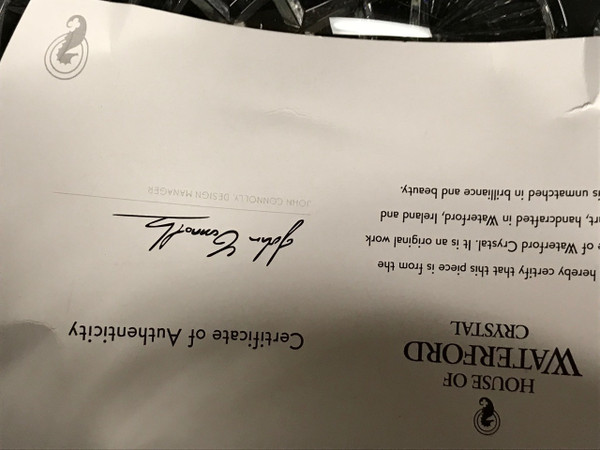 HOUSE OF
WATERFORD
CRYSTAL
Certificate of Authenticity
hereby certify that this piece is from the
of Waterford Crystal. It is an original work
art, handcrafted in Waterford, Ireland and
is unmatched in brilliance and beauty.
John Connolly
JOHN CONNOLLY, DESIGN MANAGER